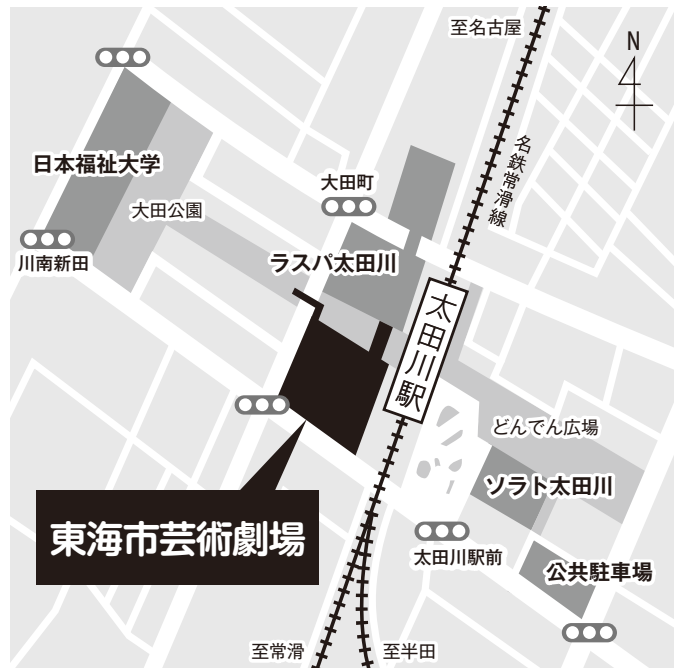 至名古屋
N
名鉄常滑線
日本福祉大学
大田町
大田公園
川南新田
ラスパ太田川
太田川駅
どんでん広場
ソラト太田川
東海市芸術劇場
太田川駅前
公共駐車場
至常滑
至半田